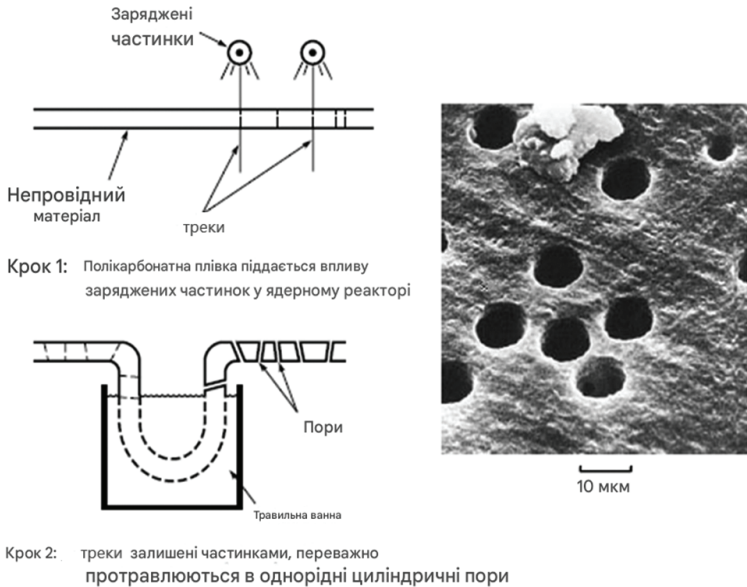 Заряджені
частинки
Непровідний
матеріал
треки
Крок 1: Полікарбонатна плівка піддається впливу
заряджених частинок у ядерному реакторі
Пори
Травильна ванна
10 мкм
Крок 2: треки залишені частинками, переважно
протравлюються в однорідні циліндричні пори